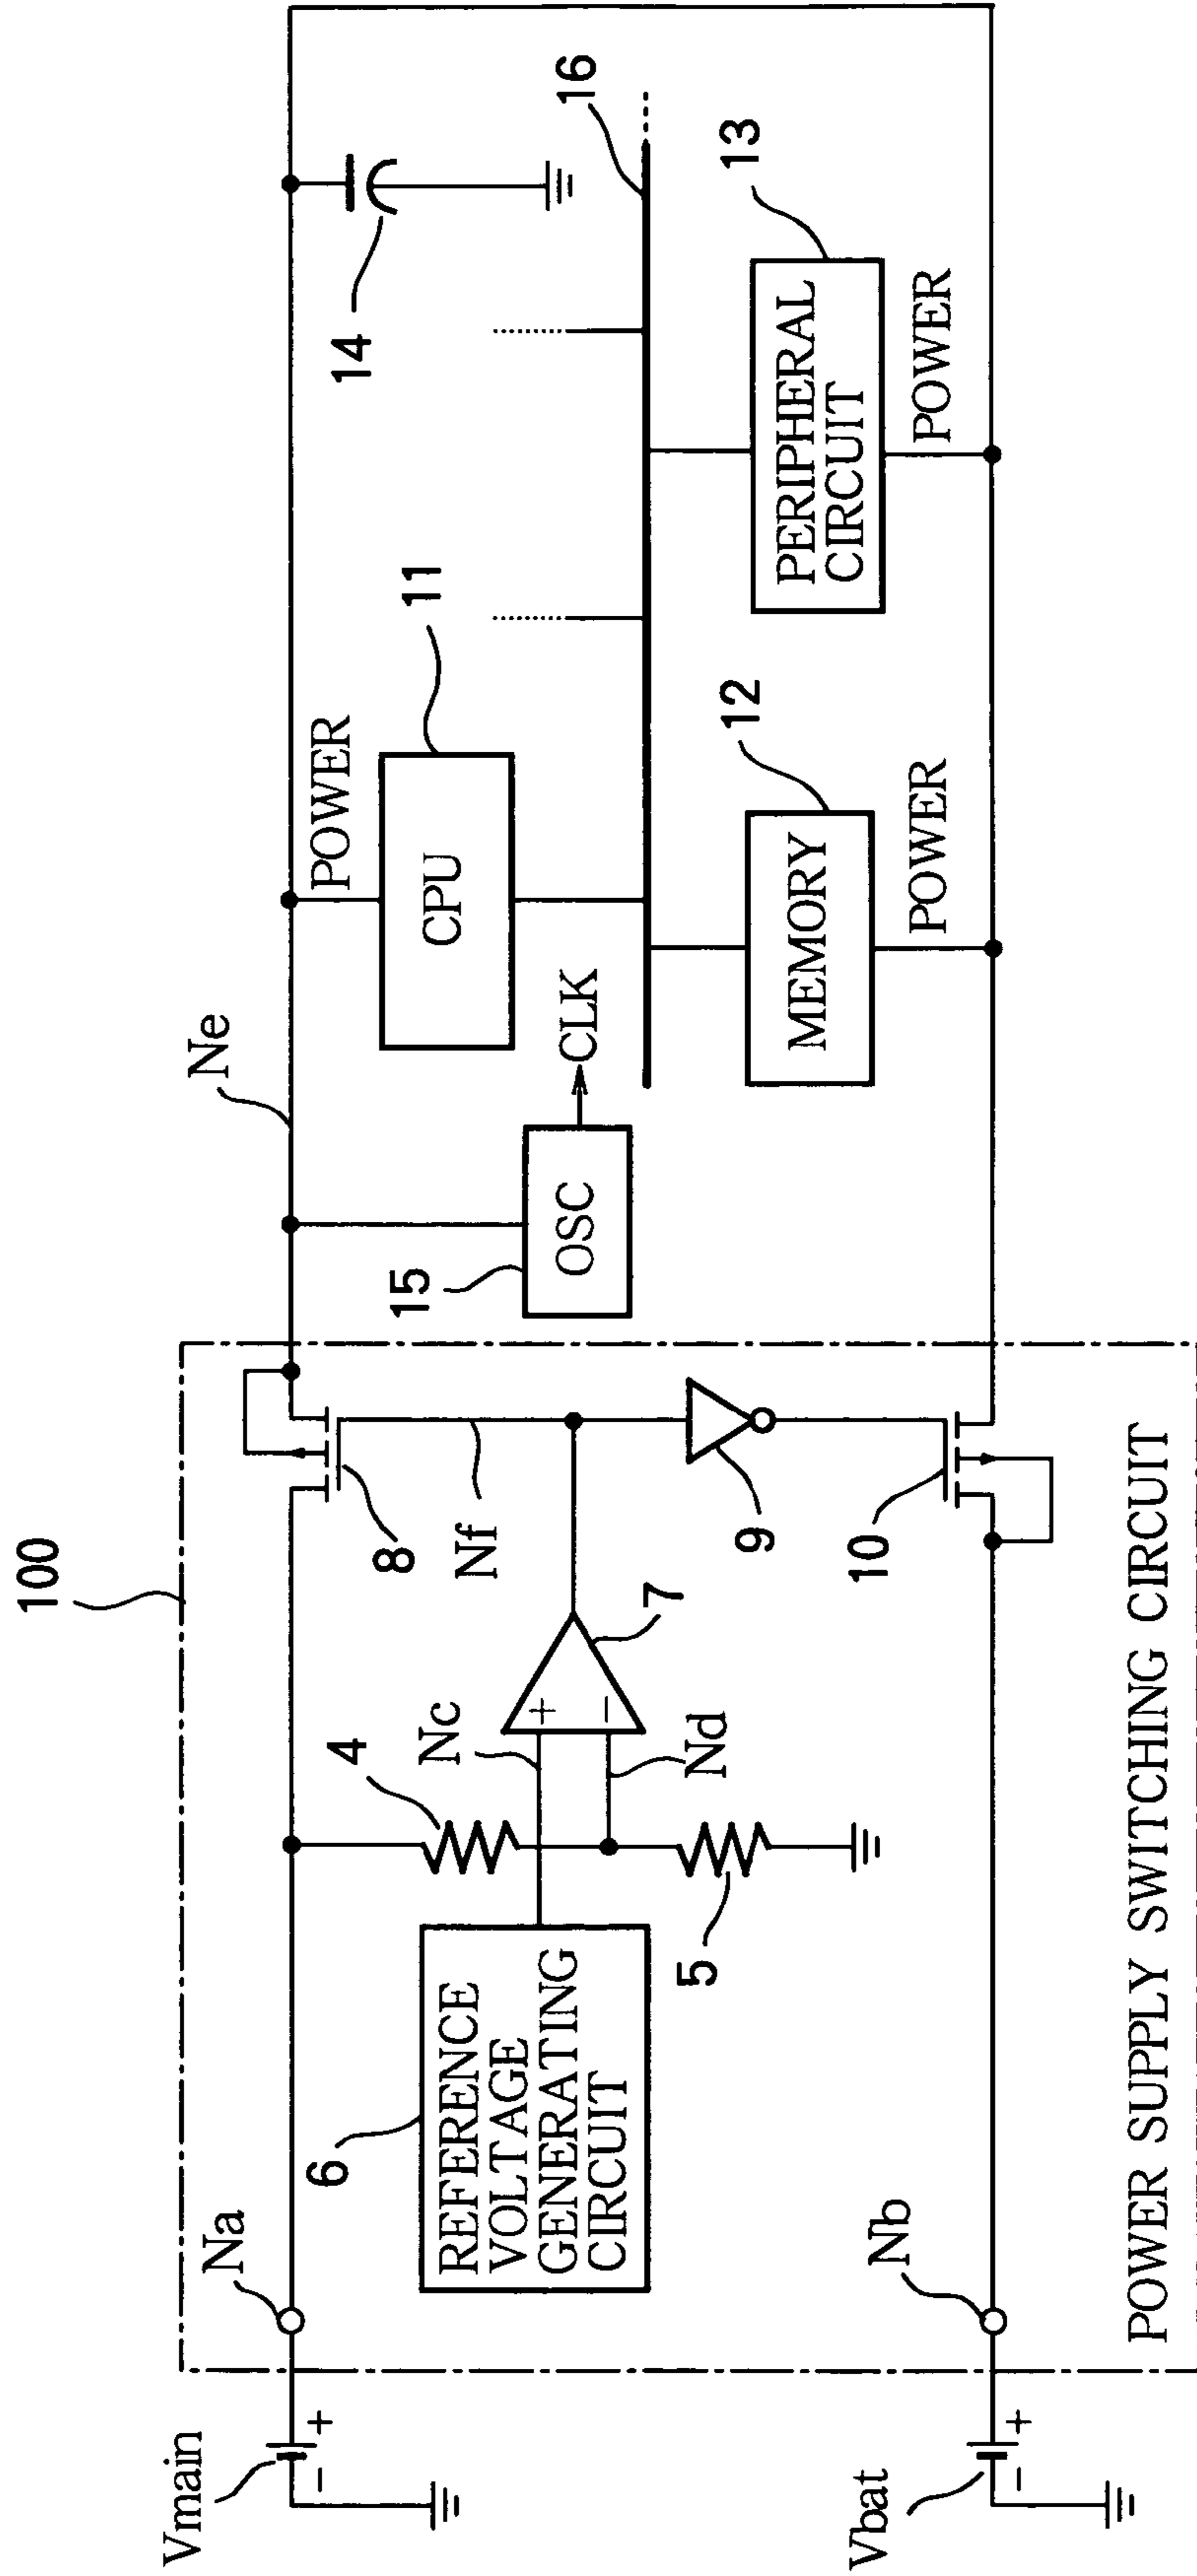 100
Vmain
+
−
Na
Ne
6
REFERENCE
VOLTAGE
GENERATING
CIRCUIT
4
5
Nc
Nd
+
−
7
8
Nf
9
10
15
OSC
CLK
POWER
CPU
11
14
16
MEMORY
12
POWER
PERIPHERAL
CIRCUIT
13
POWER
Vbat
+
−
Nb
POWER SUPPLY SWITCHING CIRCUIT